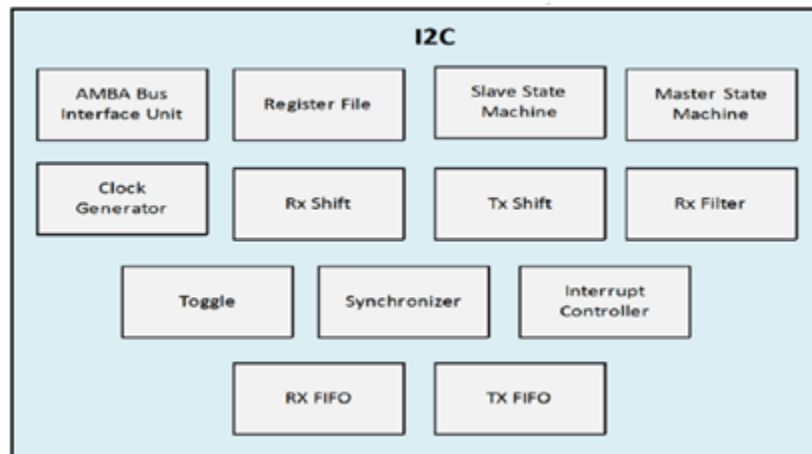 I2C
AMBA Bus
Interface Unit
Register File
Slave State
Machine
Master State
Machine
Clock
Generator
Rx Shift
Tx Shift
Rx Filter
Toggle
Synchronizer
Interrupt
Controller
RX FIFO
TX FIFO